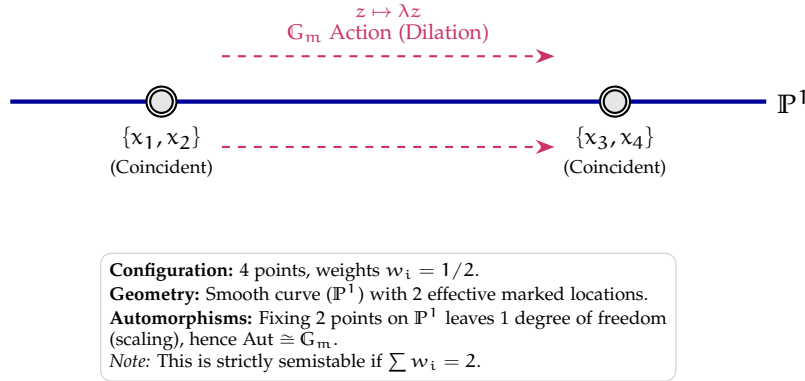 z ↦ λz
𝔾ₘ Action (Dilation)
ℙ¹
{x₁, x₂}
(Coincident)
{x₃, x₄}
(Coincident)
Configuration: 4 points, weights wᵢ = 1/2.
Geometry: Smooth curve (ℙ¹) with 2 effective marked locations.
Automorphisms: Fixing 2 points on ℙ¹ leaves 1 degree of freedom
(scaling), hence Aut ≅ 𝔾ₘ.
Note: This is strictly semistable if ∑ wᵢ = 2.